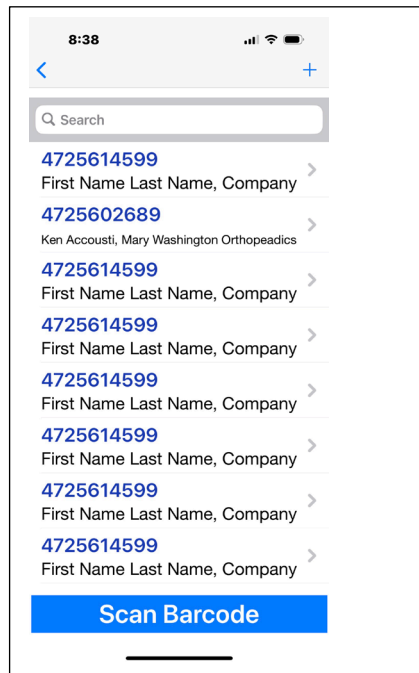 8:38
Search
4725614599
First Name Last Name, Company
4725602689
Ken Accousti, Mary Washington Orthopeadics
4725614599
First Name Last Name, Company
4725614599
First Name Last Name, Company
4725614599
First Name Last Name, Company
4725614599
First Name Last Name, Company
4725614599
First Name Last Name, Company
4725614599
First Name Last Name, Company
Scan Barcode